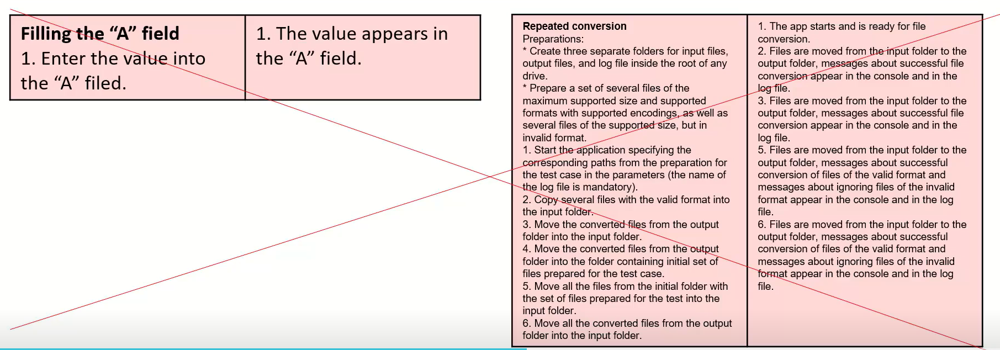 Filling the “A” field
1. Enter the value into
the “A” filed.
1. The value appears in
the “A” field.
Repeated conversion
Preparations:
* Create three separate folders for input files,
output files, and log file inside the root of any
drive.
* Prepare a set of several files of the
maximum supported size and supported
formats with supported encodings, as well as
several files of the supported size, but in
invalid format.
1. Start the application specifying the
corresponding paths from the preparation for
the test case in the parameters (the name of
the log file is mandatory).
2. Copy several files with the valid format into
the input folder.
3. Move the converted files from the output
folder into the input folder.
4. Move the converted files from the output
folder into the folder containing initial set of
files prepared for the test case.
5. Move all the files from the initial folder with
the set of files prepared for the test into the
input folder.
6. Move all the converted files from the output
folder into the input folder.
1. The app starts and is ready for file
conversion.
2. Files are moved from the input folder to the
output folder, messages about successful file
conversion appear in the console and in the
log file.
3. Files are moved from the input folder to the
output folder, messages about successful file
conversion appear in the console and in the
log file.
5. Files are moved from the input folder to the
output folder, messages about successful
conversion of files of the valid format and
messages about ignoring files of the invalid
format appear in the console and in the log
file.
6. Files are moved from the input folder to the
output folder, messages about successful
conversion of files of the valid format and
messages about ignoring files of the invalid
format appear in the console and in the log
file.